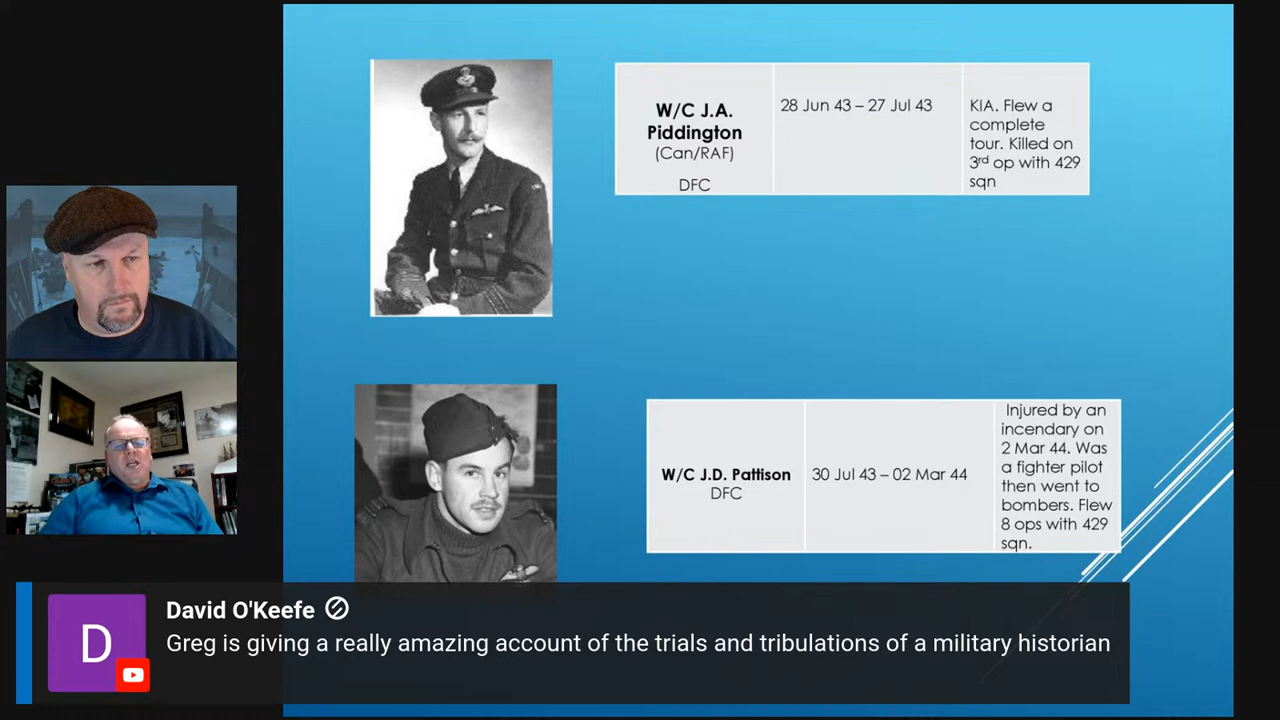 W/C J.A.
Piddington
(Can/RAF)
DFC
28 Jun 43 – 27 Jul 43
KIA. Flew a
complete
tour. Killed on
3rd op with 429
sqn
W/C J.D. Pattison
DFC
30 Jul 43 – 02 Mar 44
Injured by an
incendary on
2 Mar 44. Was
a fighter pilot
then went to
bombers. Flew
8 ops with 429
sqn.
D
David O'Keefe
Greg is giving a really amazing account of the trials and tribulations of a military historian